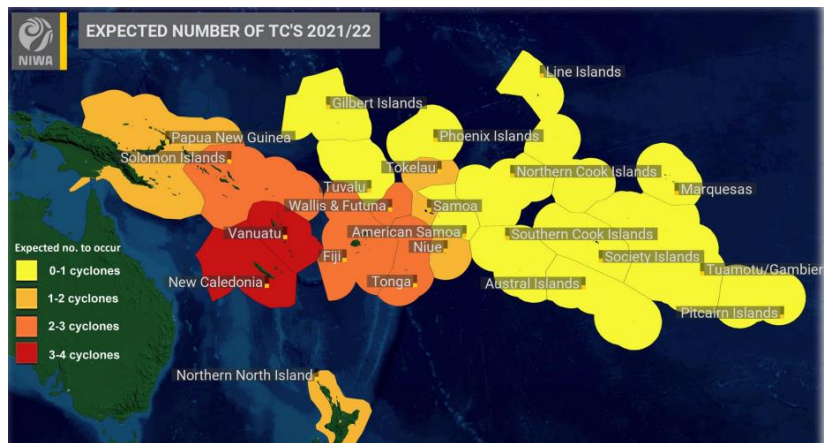 NIWA
EXPECTED NUMBER OF TC'S 2021/22
Line Islands
Gilbert Islands
Papua New Guinea
Phoenix Islands
Solomon Islands
Tokelau
Northern Cook Islands
Tuvalu
Marquesas
Wallis & Futuna
Samoa
Vanuatu
American Samoa
Southern Cook Islands
Niue
Fiji
Society Islands
Tuamotu/Gambier
New Caledonia
Tonga
Austral Islands
Pitcairn Islands
Northern North Island
Expected no. to occur
0-1 cyclones
1-2 cyclones
2-3 cyclones
3-4 cyclones